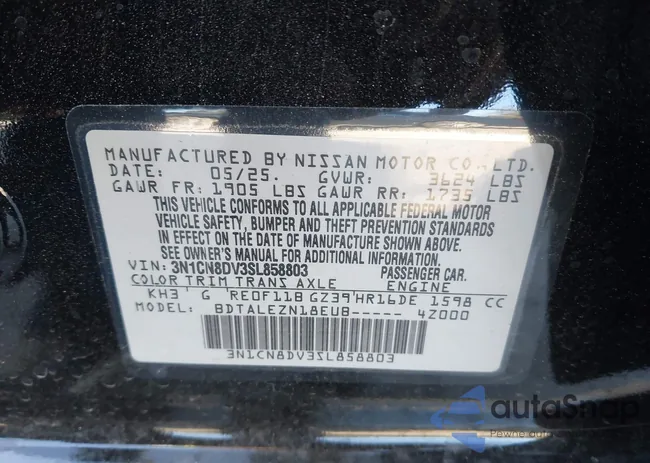 MANUFACTURED BY NISSAN MOTOR CO., LTD.
DATE: 05/25. GVWR: 3624 LBS
GAWR FR: 1905 LBS GAWR RR: 1735 LBS
THIS VEHICLE CONFORMS TO ALL APPLICABLE FEDERAL MOTOR
VEHICLE SAFETY, BUMPER AND THEFT PREVENTION STANDARDS
IN EFFECT ON THE DATE OF MANUFACTURE SHOWN ABOVE.
SEE OWNER'S MANUAL FOR ADDITIONAL INFORMATION
VIN: 3N1CN8DV3SL858803 PASSENGER CAR.
COLOR TRIM TRANS AXLE ENGINE
KH3 G RE0F11B GZ39 HR16DE 1598 CC
MODEL: BDTALEZN18EUB----- 4Z000
3N1CN8DV3SL858803
autoSnap
Pewne auto